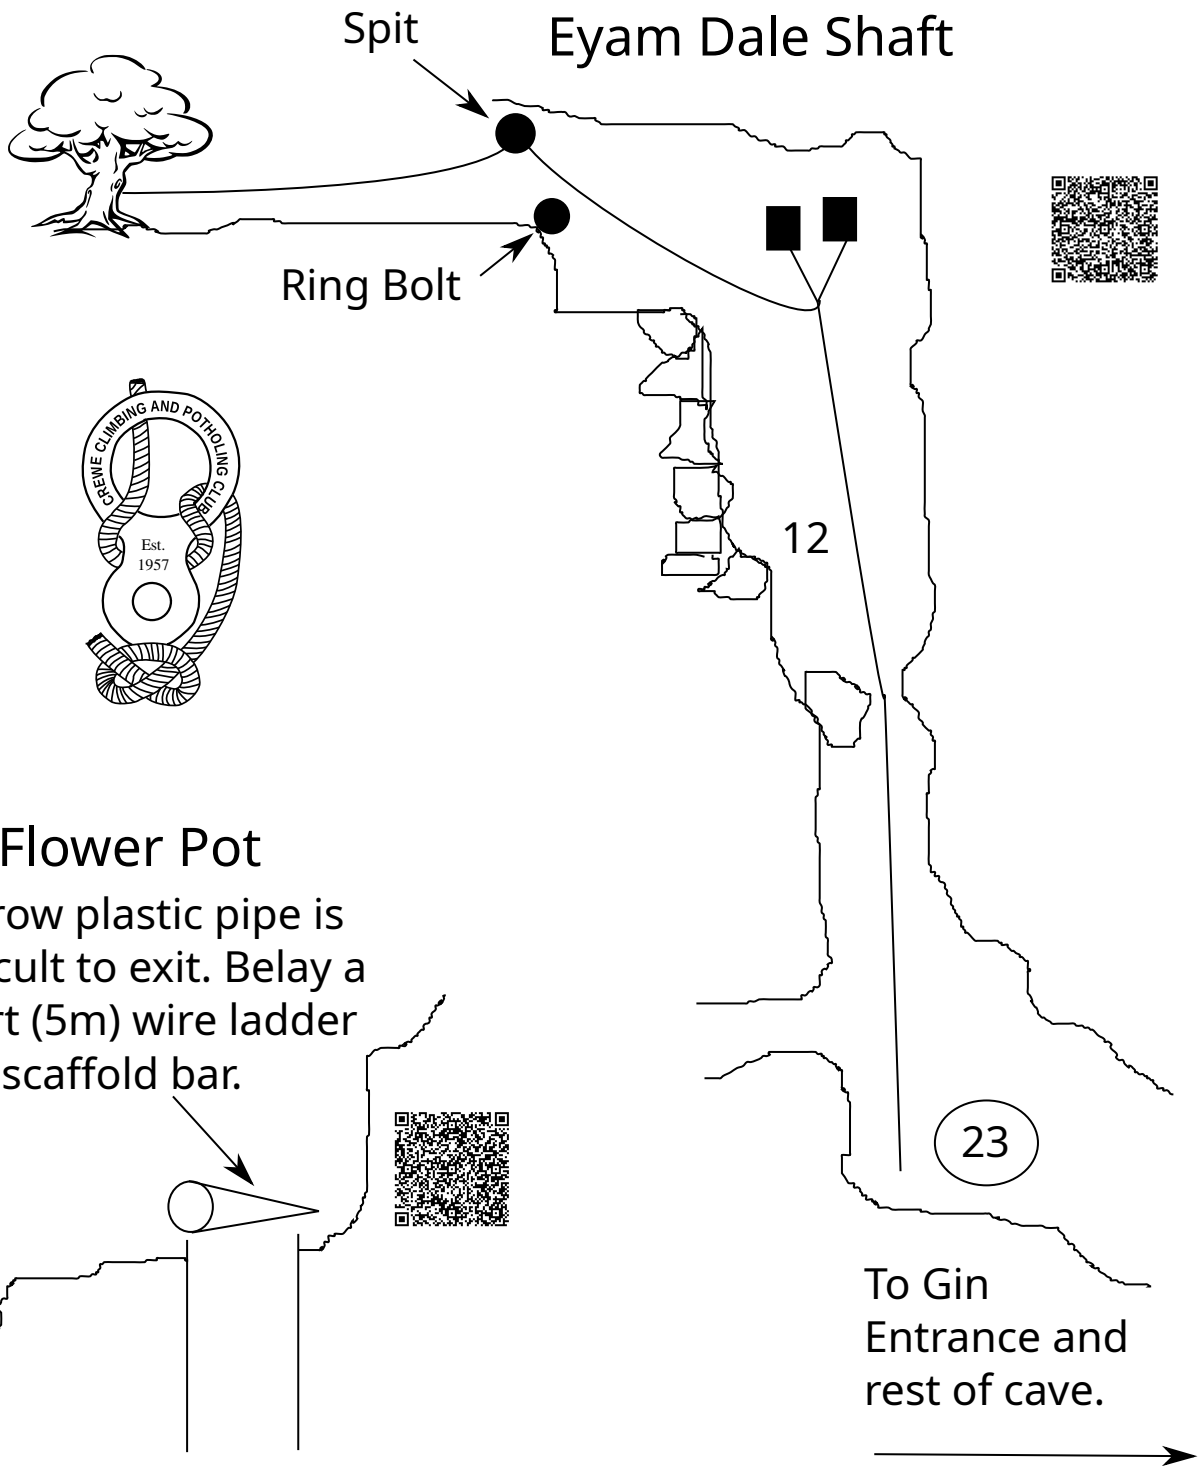 Spit
Eyam Dale Shaft
Ring Bolt
CREWE CLIMBING AND POTHOLING CLUB
Est.
1957
12
Flower Pot
row plastic pipe is
cult to exit. Belay a
rt (5m) wire ladder
scaffold bar.
23
To Gin
Entrance and
rest of cave.